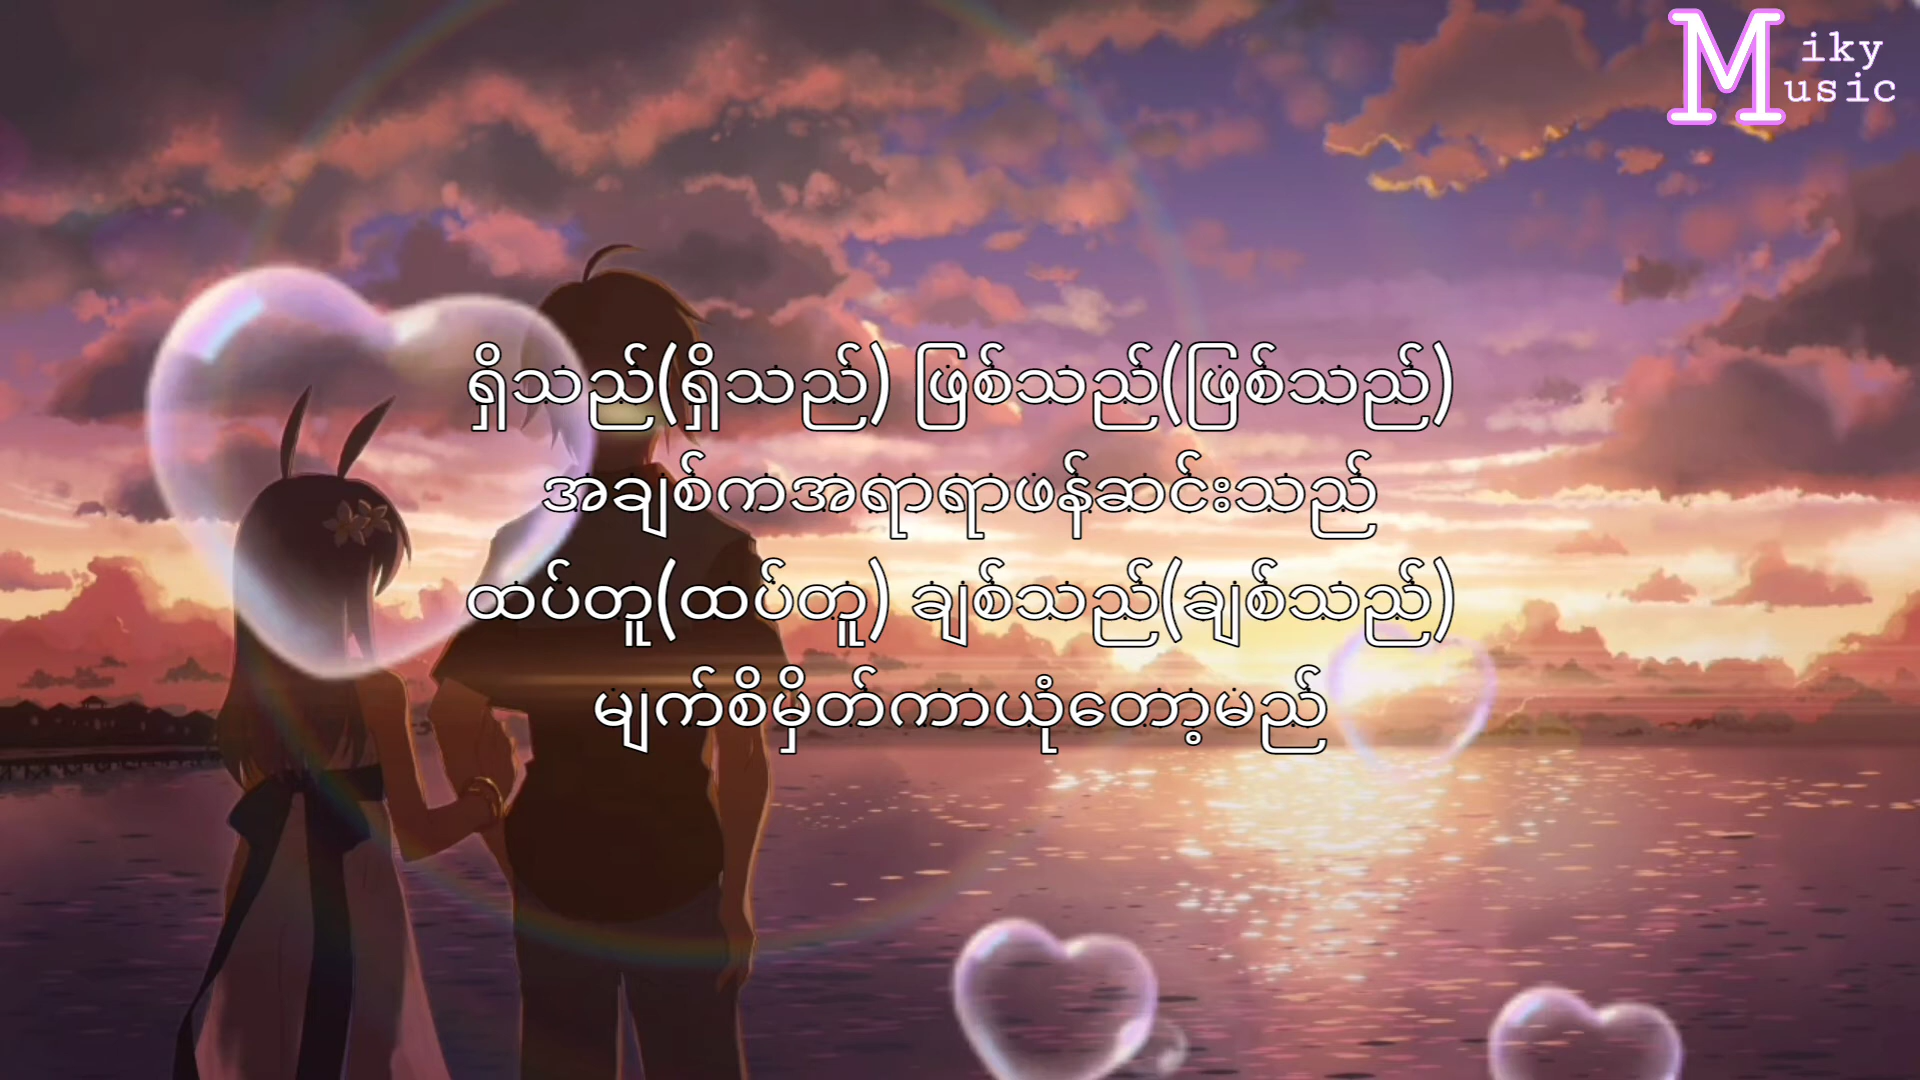 Miky
Music
ရှိသည်(ရှိသည်) ဖြစ်သည်(ဖြစ်သည်)
အချစ်ကအရာရာဖန်ဆင်းသည်
ထပ်တူ(ထပ်တူ) ချစ်သည်(ချစ်သည်)
မျက်စိမှိတ်ကာယုံတော့မည်